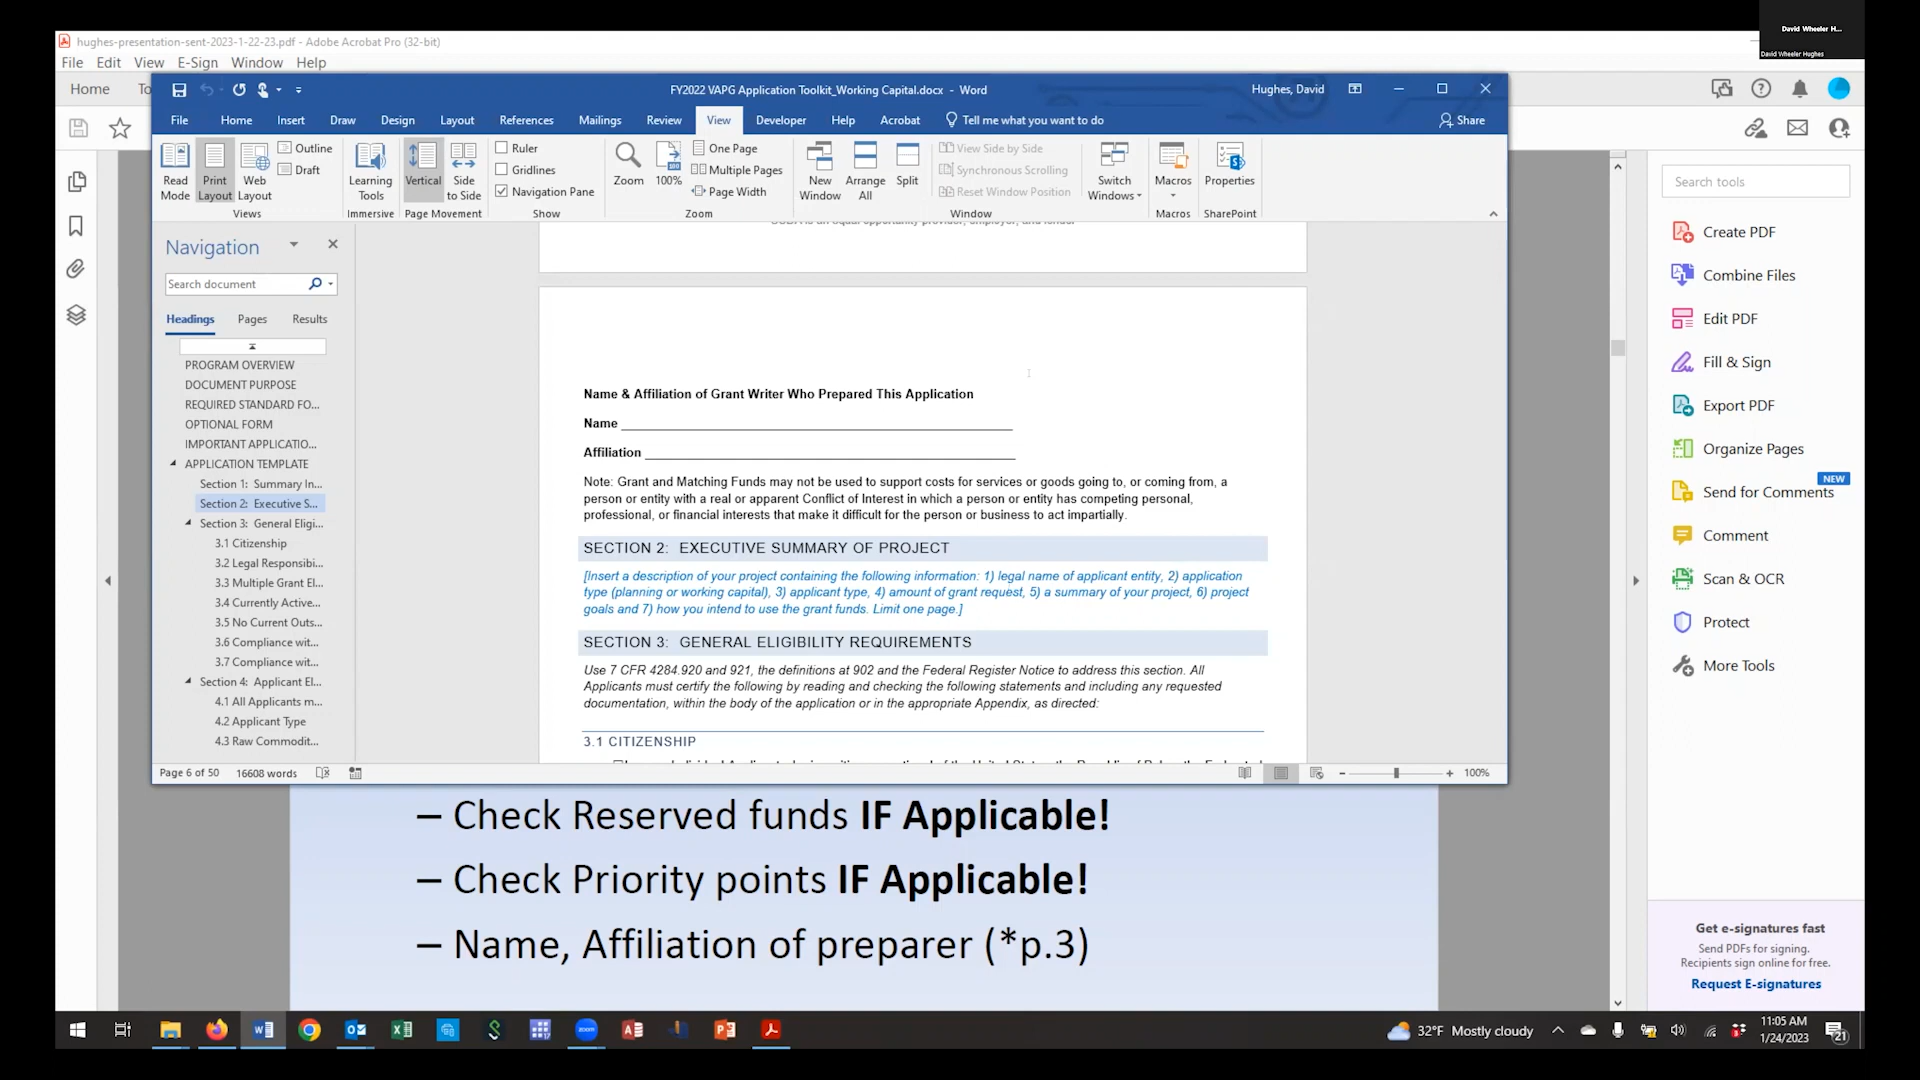 David Wheeler H...
David Wheeler Hughes
hughes-presentation-sent-2023-1-22-23.pdf - Adobe Acrobat Pro (32-bit)
File Edit View E-Sign Window Help
Home To
FY2022 VAPG Application Toolkit_Working Capital.docx - Word
Hughes, David
File Home Insert Draw Design Layout References Mailings Review View Developer Help Acrobat Tell me what you want to do Share
Read Mode
Print Layout
Web Layout
Outline
Draft
Views
Learning Tools
Immersive
Vertical
Side to Side
Page Movement
Ruler
Gridlines
Navigation Pane
Show
Zoom
100
100%
One Page
Multiple Pages
Page Width
Zoom
New Window
Arrange All
Split
View Side by Side
Synchronous Scrolling
Reset Window Position
Window
Switch Windows
Macros
Macros
Properties
SharePoint
Navigation
Search document
Headings Pages Results
PROGRAM OVERVIEW
DOCUMENT PURPOSE
REQUIRED STANDARD FO...
OPTIONAL FORM
IMPORTANT APPLICATIO...
APPLICATION TEMPLATE
Section 1: Summary In...
Section 2: Executive S...
Section 3: General Eligi...
3.1 Citizenship
3.2 Legal Responsibi...
3.3 Multiple Grant El...
3.4 Currently Active...
3.5 No Current Outs...
3.6 Compliance wit...
3.7 Compliance wit...
Section 4: Applicant El...
4.1 All Applicants m...
4.2 Applicant Type
4.3 Raw Commodit...
Name & Affiliation of Grant Writer Who Prepared This Application
Name
Affiliation
Note: Grant and Matching Funds may not be used to support costs for services or goods going to, or coming from, a
person or entity with a real or apparent Conflict of Interest in which a person or entity has competing personal,
professional, or financial interests that make it difficult for the person or business to act impartially.
SECTION 2: EXECUTIVE SUMMARY OF PROJECT
[Insert a description of your project containing the following information: 1) legal name of applicant entity, 2) application
type (planning or working capital), 3) applicant type, 4) amount of grant request, 5) a summary of your project, 6) project
goals and 7) how you intend to use the grant funds. Limit one page.]
SECTION 3: GENERAL ELIGIBILITY REQUIREMENTS
Use 7 CFR 4284.920 and 921, the definitions at 902 and the Federal Register Notice to address this section. All
Applicants must certify the following by reading and checking the following statements and including any requested
documentation, within the body of the application or in the appropriate Appendix, as directed:
3.1 CITIZENSHIP
Page 6 of 50 16608 words
100%
– Check Reserved funds IF Applicable!
– Check Priority points IF Applicable!
– Name, Affiliation of preparer (*p.3)
Search tools
Create PDF
Combine Files
Edit PDF
Fill & Sign
Export PDF
Organize Pages
NEW
Send for Comments
Comment
Scan & OCR
Protect
More Tools
Get e-signatures fast
Send PDFs for signing.
Recipients sign online for free.
Request E-signatures
32°F Mostly cloudy
11:05 AM
1/24/2023
21